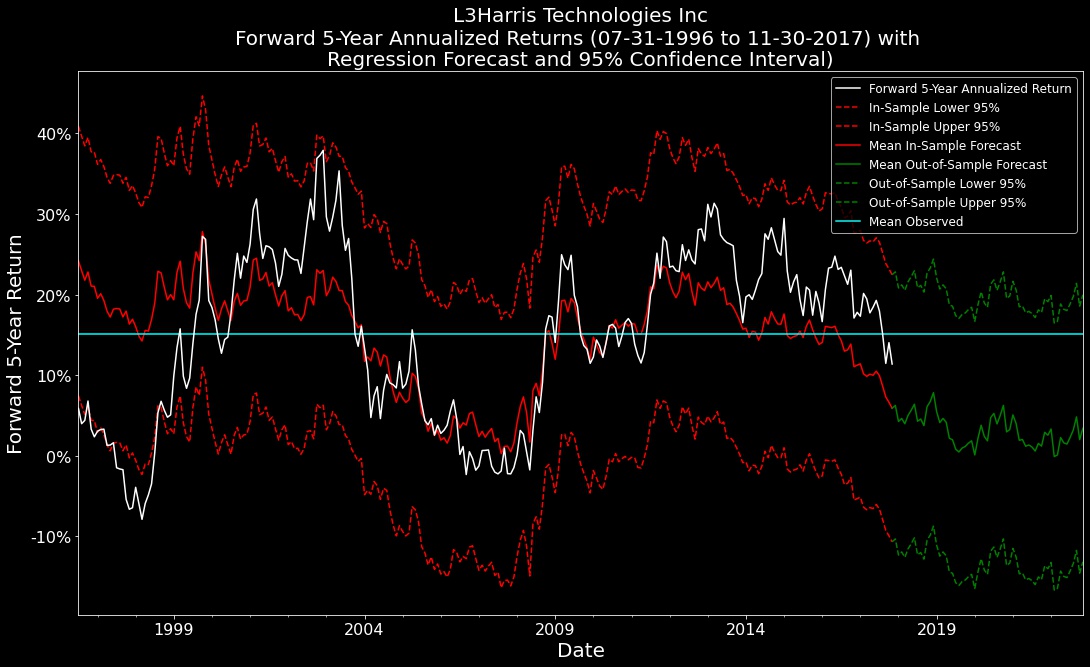 L3Harris Technologies Inc
Forward 5-Year Annualized Returns (07-31-1996 to 11-30-2017) with
Regression Forecast and 95% Confidence Interval)
Forward 5-Year Annualized Return
In-Sample Lower 95%
In-Sample Upper 95%
Mean In-Sample Forecast
Mean Out-of-Sample Forecast
Out-of-Sample Lower 95%
Out-of-Sample Upper 95%
Mean Observed
Forward 5-Year Return
40%
30%
20%
10%
0%
-10%
1999
2004
2009
2014
2019
Date